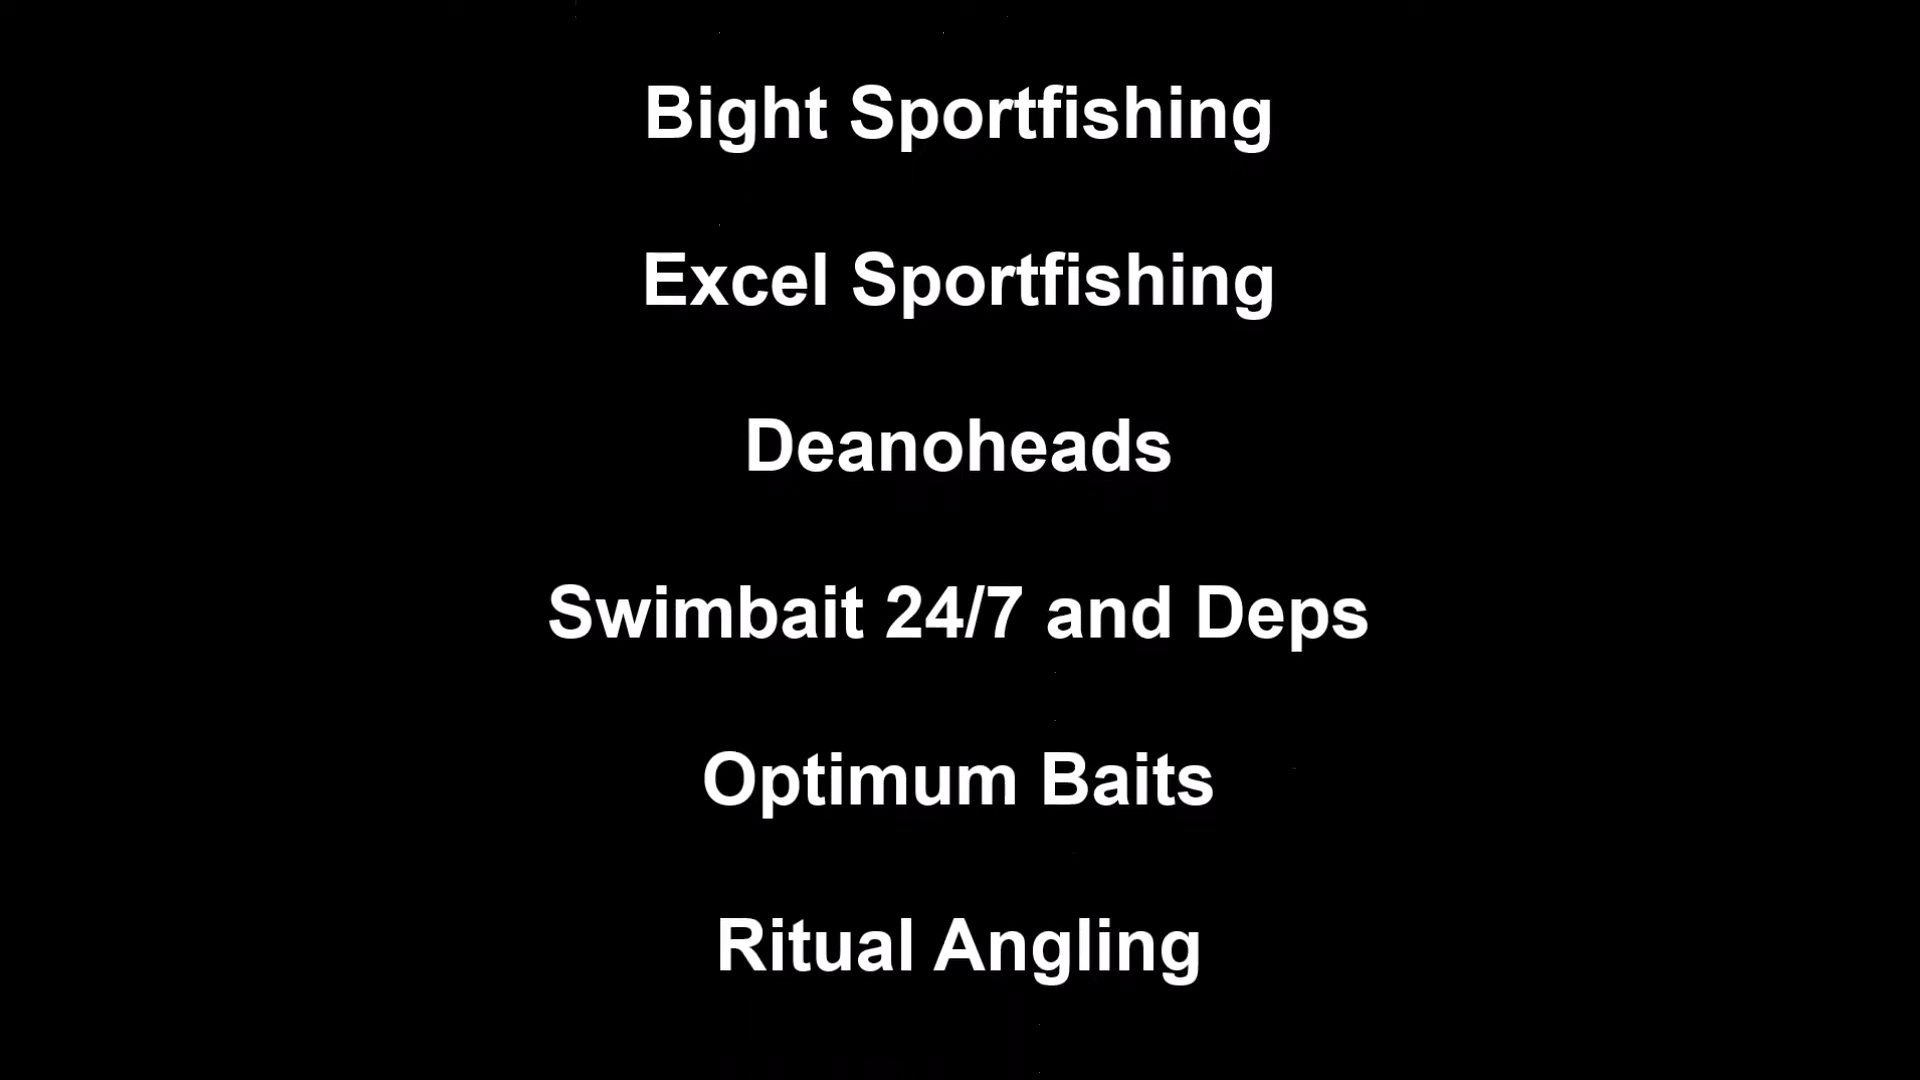 Bight Sportfishing
Excel Sportfishing
Deanoheads
Swimbait 24/7 and Deps
Optimum Baits
Ritual Angling